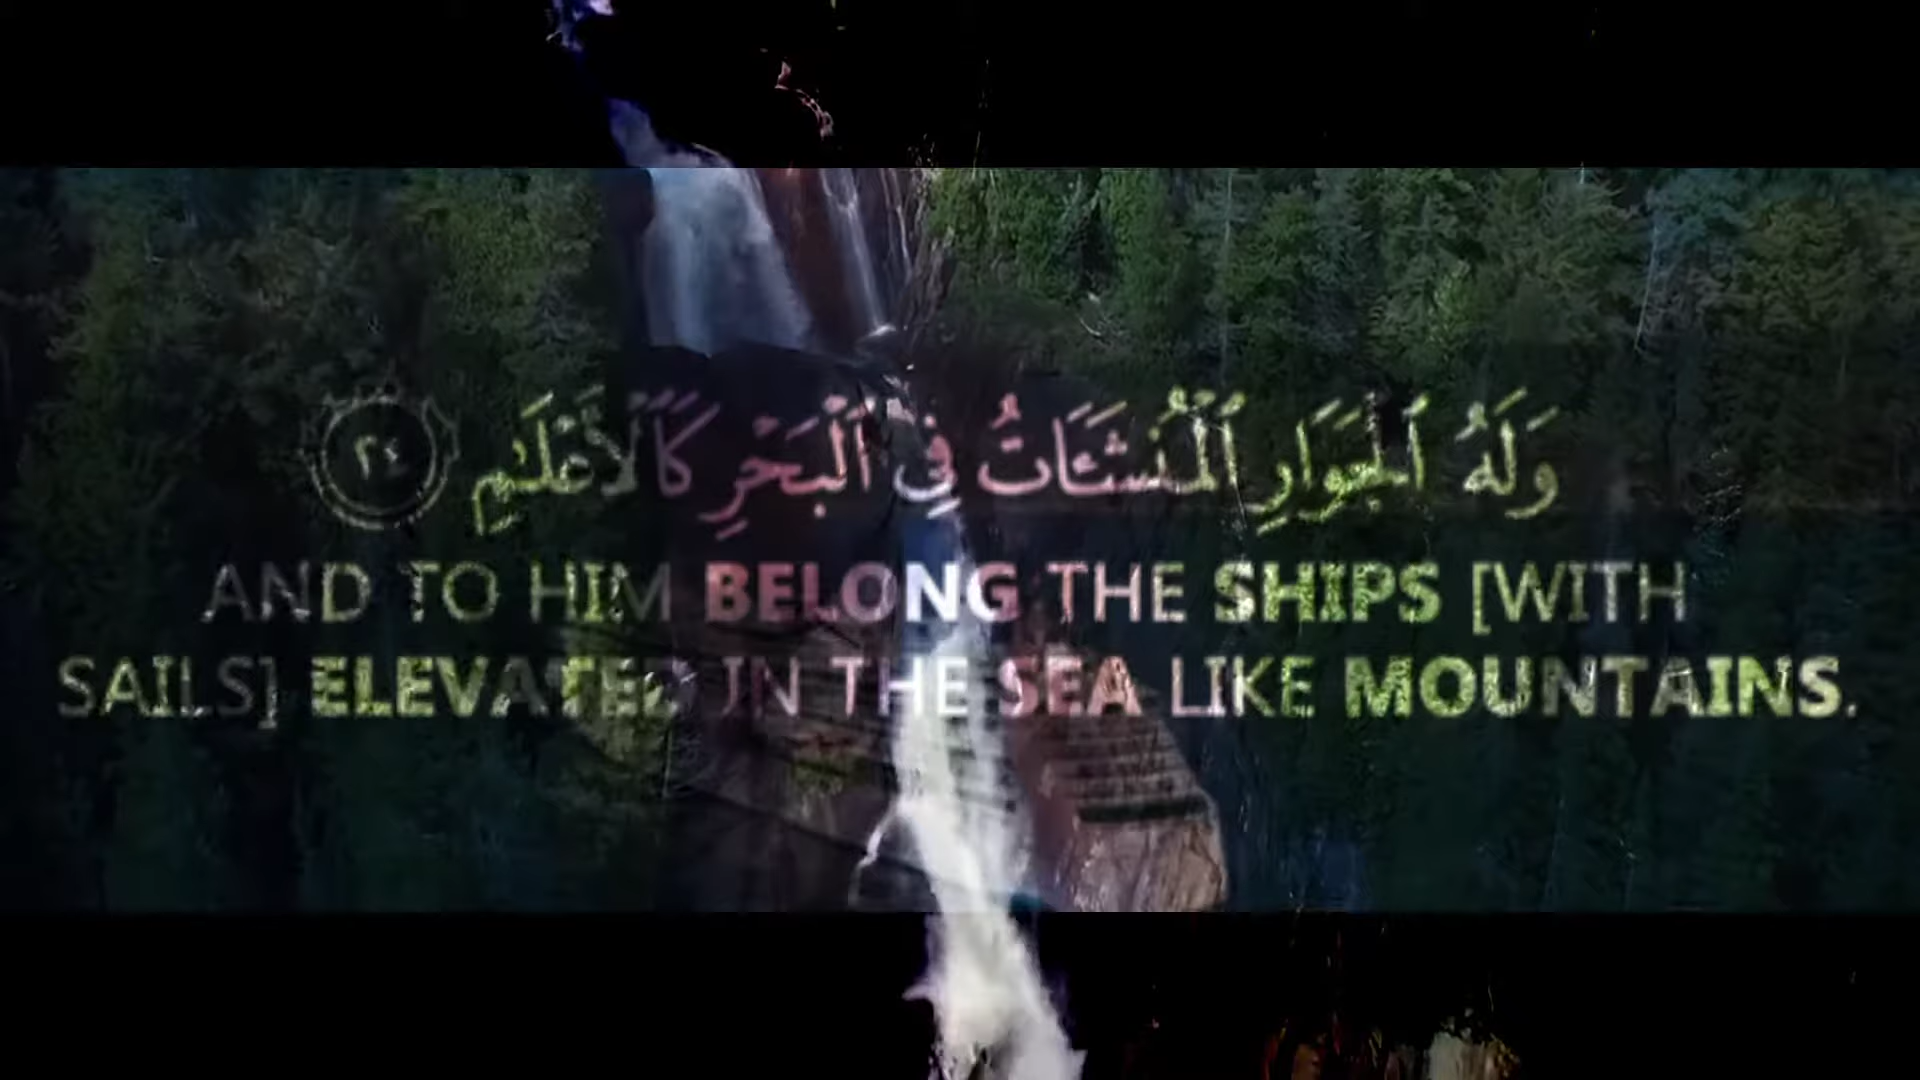 وَلَهُ ٱلْجَوَارِ ٱلْمُنشَـَٔاتُ فِى ٱلْبَحْرِ كَٱلْأَعْلَـٰمِ ٢٤
AND TO HIM BELONG THE SHIPS [WITH
SAILS] ELEVATED IN THE SEA LIKE MOUNTAINS.